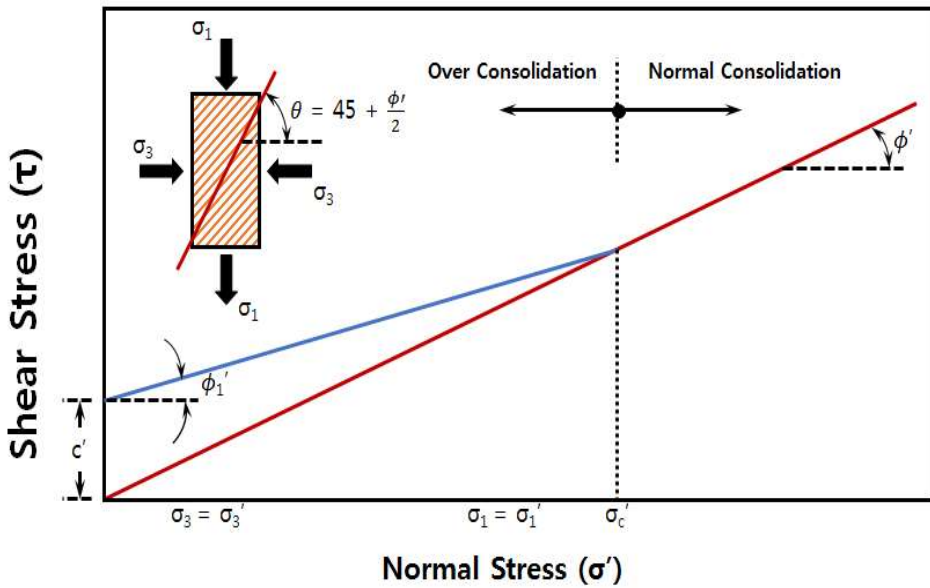 σ₁
θ = 45 + ϕ′/2
σ₃
σ₃
σ₁
Over Consolidation
Normal Consolidation
ϕ′
Shear Stress (τ)
ϕ₁′
c′
σ₃ = σ₃′
σ₁ = σ₁′
σc′
Normal Stress (σ′)